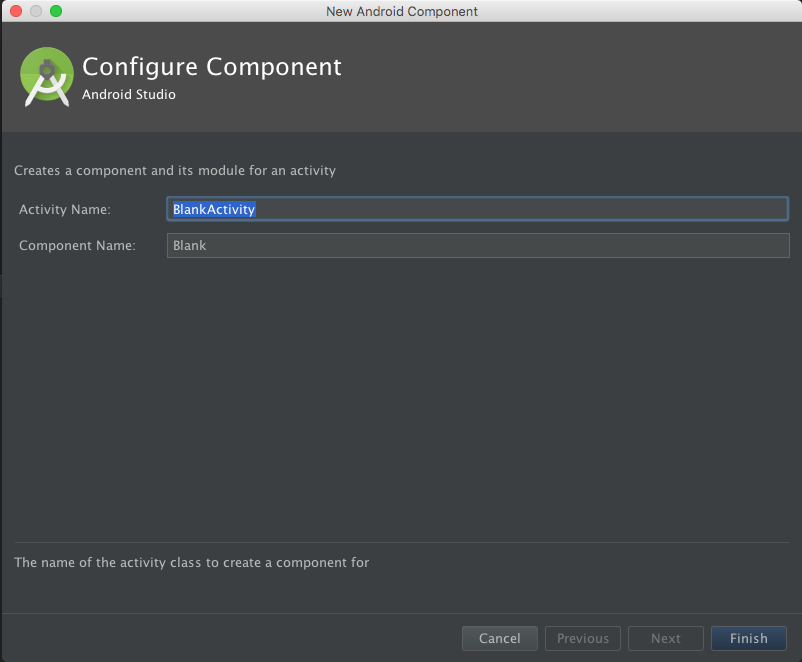 New Android Component
Configure Component
Android Studio
Creates a component and its module for an activity
Activity Name: BlankActivity
Component Name: Blank
The name of the activity class to create a component for
Cancel Previous Next Finish